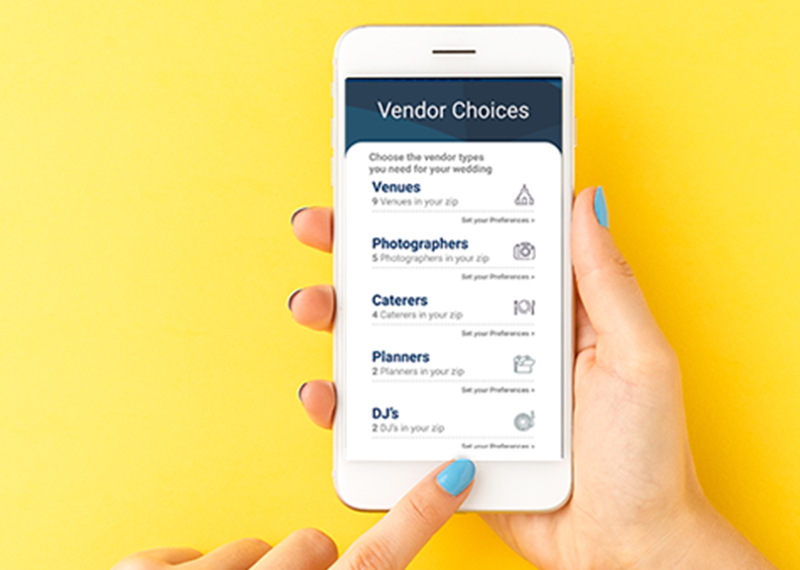 Vendor Choices
Choose the vendor types
you need for your wedding
Venues
9 Venues in your zip
Set your Preferences >
Photographers
5 Photographers in your zip
Set your Preferences >
Caterers
4 Caterers in your zip
Set your Preferences >
Planners
2 Planners in your zip
Set your Preferences >
DJ's
2 DJ's in your zip
Set your Preferences >